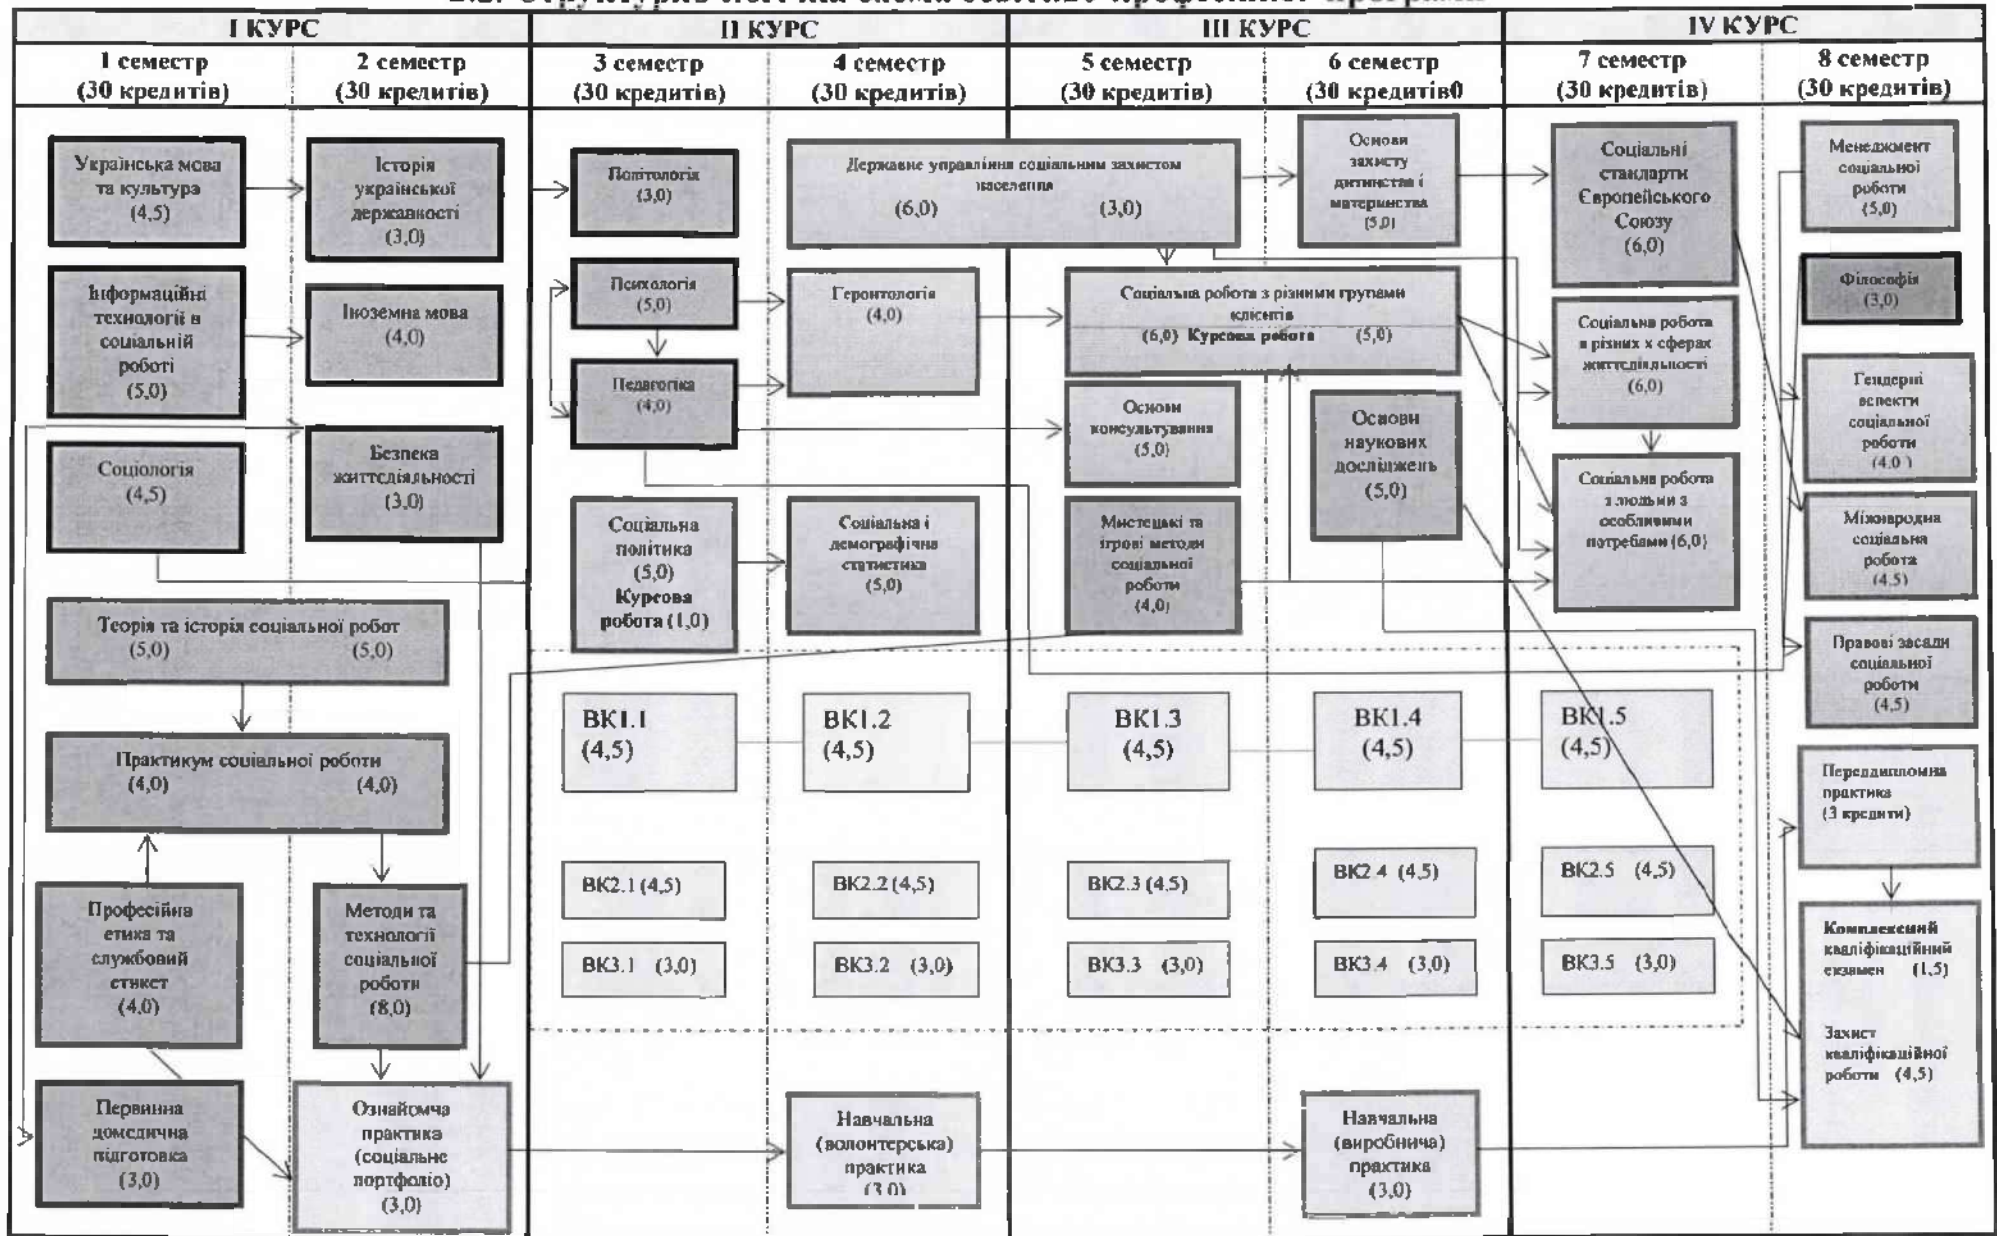 І КУРС
ІІ КУРС
ІІІ КУРС
ІV КУРС
1 семестр
(30 кредитів)
2 семестр
(30 кредитів)
3 семестр
(30 кредитів)
4 семестр
(30 кредитів)
5 семестр
(30 кредитів)
6 семестр
(30 кредитів0
7 семестр
(30 кредитів)
8 семестр
(30 кредитів)
Українська мова
та культура
(4,5)
Інформаційні
технології в
соціальній
роботі
(5,0)
Соціологія
(4,5)
Історія
української
державності
(3,0)
Іноземна мова
(4,0)
Безпека
життєдіяльності
(3,0)
Теорія та історія соціальної робот
(5,0) (5,0)
Практикум соціальної роботи
(4,0) (4,0)
Професійна
етика та
службовий
етикет
(4,0)
Первинна
домедична
підготовка
(3,0)
Методи та
технології
соціальної
роботи
(8,0)
Ознайомча
практика
(соціальне
портфоліо)
(3,0)
Політологія
(3,0)
Психологія
(5,0)
Педагогіка
(4,0)
Соціальна
політика
(5,0)
Курсова
робота (1,0)
Державне управління соціальним захистом
населення
(6,0) (3,0)
Геронтологія
(4,0)
Соціальна і
демографічна
статистика
(5,0)
Соціальна робота з різними групами
клієнтів
(6,0) Курсова робота (5,0)
Основи
консультування
(5,0)
Мистецькі та
ігрові методи
соціальної
роботи
(4,0)
Основи
захисту
дитинства і
материнства
(5,0)
Основи
наукових
досліджень
(5,0)
Соціальні
стандарти
Європейського
Союзу
(6,0)
Соціальна робота
в різних х сферах
життєдіяльності
(6,0)
Соціальна робота
з людьми з
особливими
потребами (6,0)
Менеджмент
соціальної
роботи
(5,0)
Філософія
(3,0)
Гендерні
аспекти
соціальної
роботи
(4,0 )
Міжнародна
соціальна
робота
(4,5)
Правові засади
соціальної
роботи
(4,5)
ВК1.1
(4,5)
ВК1.2
(4,5)
ВК1.3
(4,5)
ВК1.4
(4,5)
ВК1.5
(4,5)
ВК2.1 (4,5)
ВК2.2 (4,5)
ВК2.3 (4,5)
ВК2.4 (4,5)
ВК2.5 (4,5)
ВК3.1 (3,0)
ВК3.2 (3,0)
ВК3.3 (3,0)
ВК3.4 (3,0)
ВК3.5 (3,0)
Переддипломна
практика
(3 кредити)
Комплексний
кваліфікаційний
екзамен (1,5)
Захист
кваліфікаційної
роботи (4,5)
Навчальна
(волонтерська)
практика
(3,0)
Навчальна
(виробнича)
практика
(3,0)